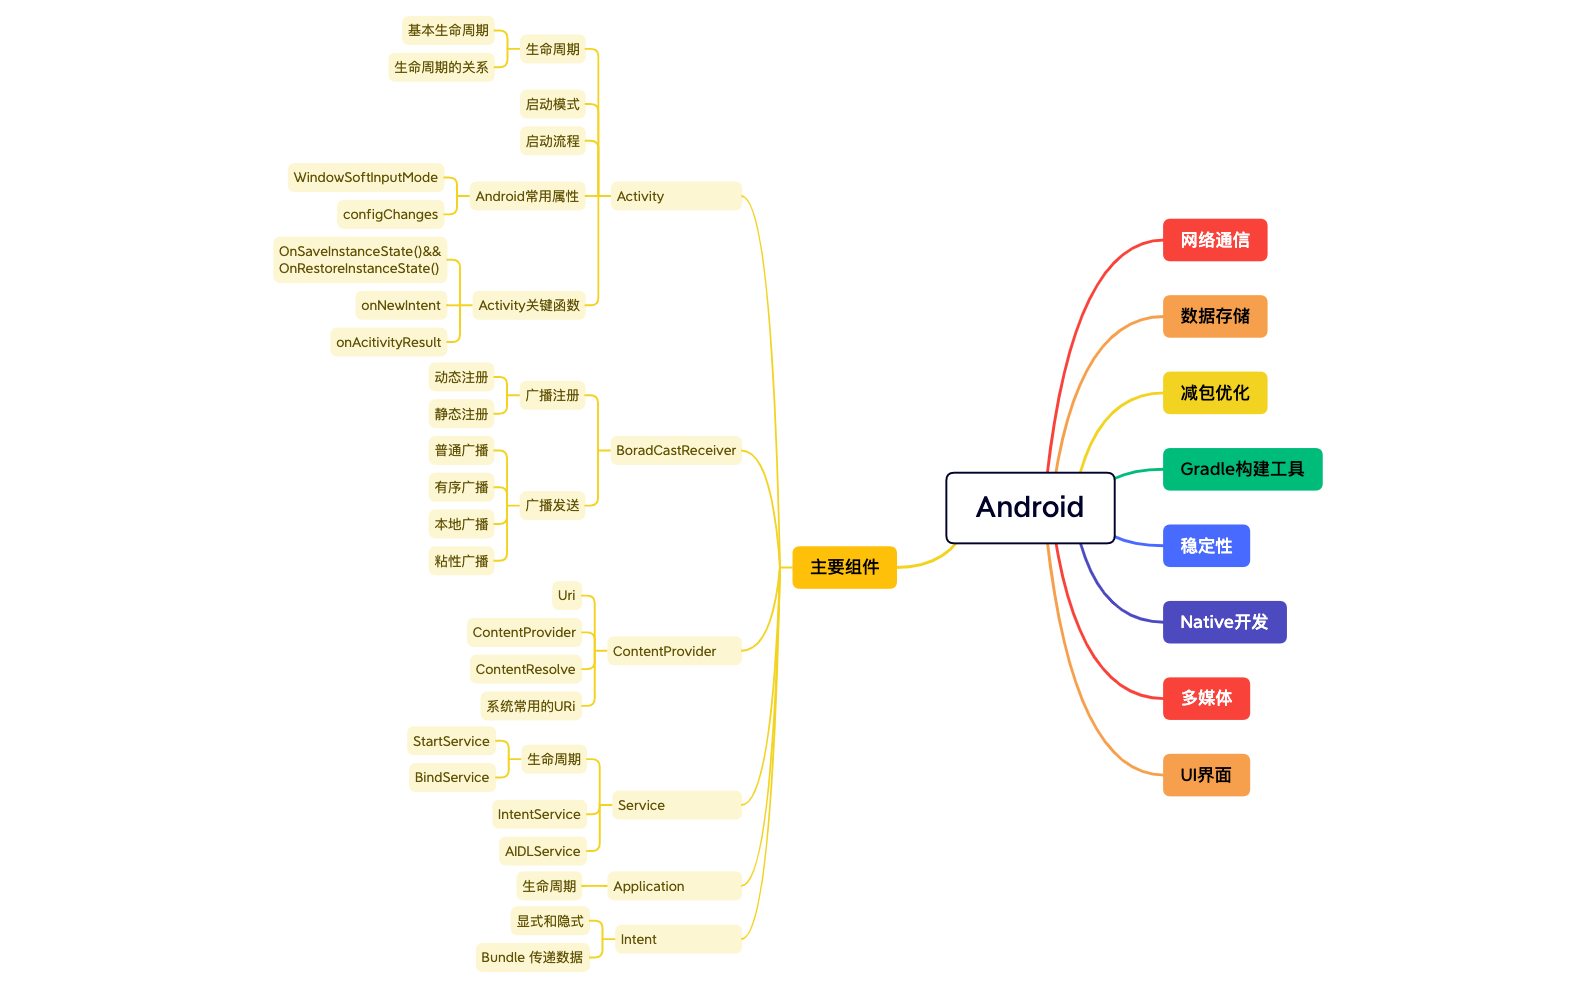 Android
主要组件
Activity
生命周期
基本生命周期
生命周期的关系
启动模式
启动流程
Android常用属性
WindowSoftInputMode
configChanges
Activity关键函数
OnSaveInstanceState()&&
OnRestoreInstanceState()
onNewIntent
onAcitivityResult
BoradCastReceiver
广播注册
动态注册
静态注册
广播发送
普通广播
有序广播
本地广播
粘性广播
ContentProvider
Uri
ContentProvider
ContentResolve
系统常用的URi
Service
生命周期
StartService
BindService
IntentService
AIDLService
Application
生命周期
Intent
显式和隐式
Bundle 传递数据
网络通信
数据存储
减包优化
Gradle构建工具
稳定性
Native开发
多媒体
UI界面